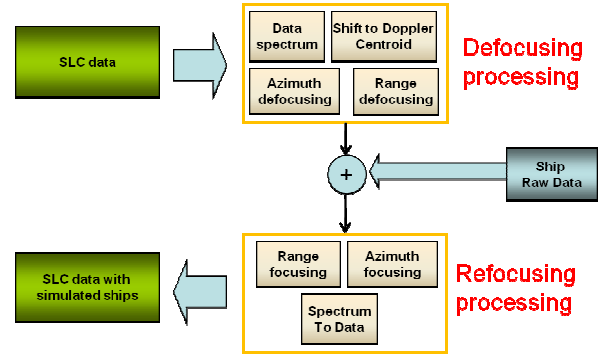 SLC data
Data
spectrum
Shift to Doppler
Centroid
Azimuth
defocusing
Range
defocusing
Defocusing
processing
+
Ship
Raw Data
SLC data with
simulated ships
Range
focusing
Azimuth
focusing
Spectrum
To Data
Refocusing
processing